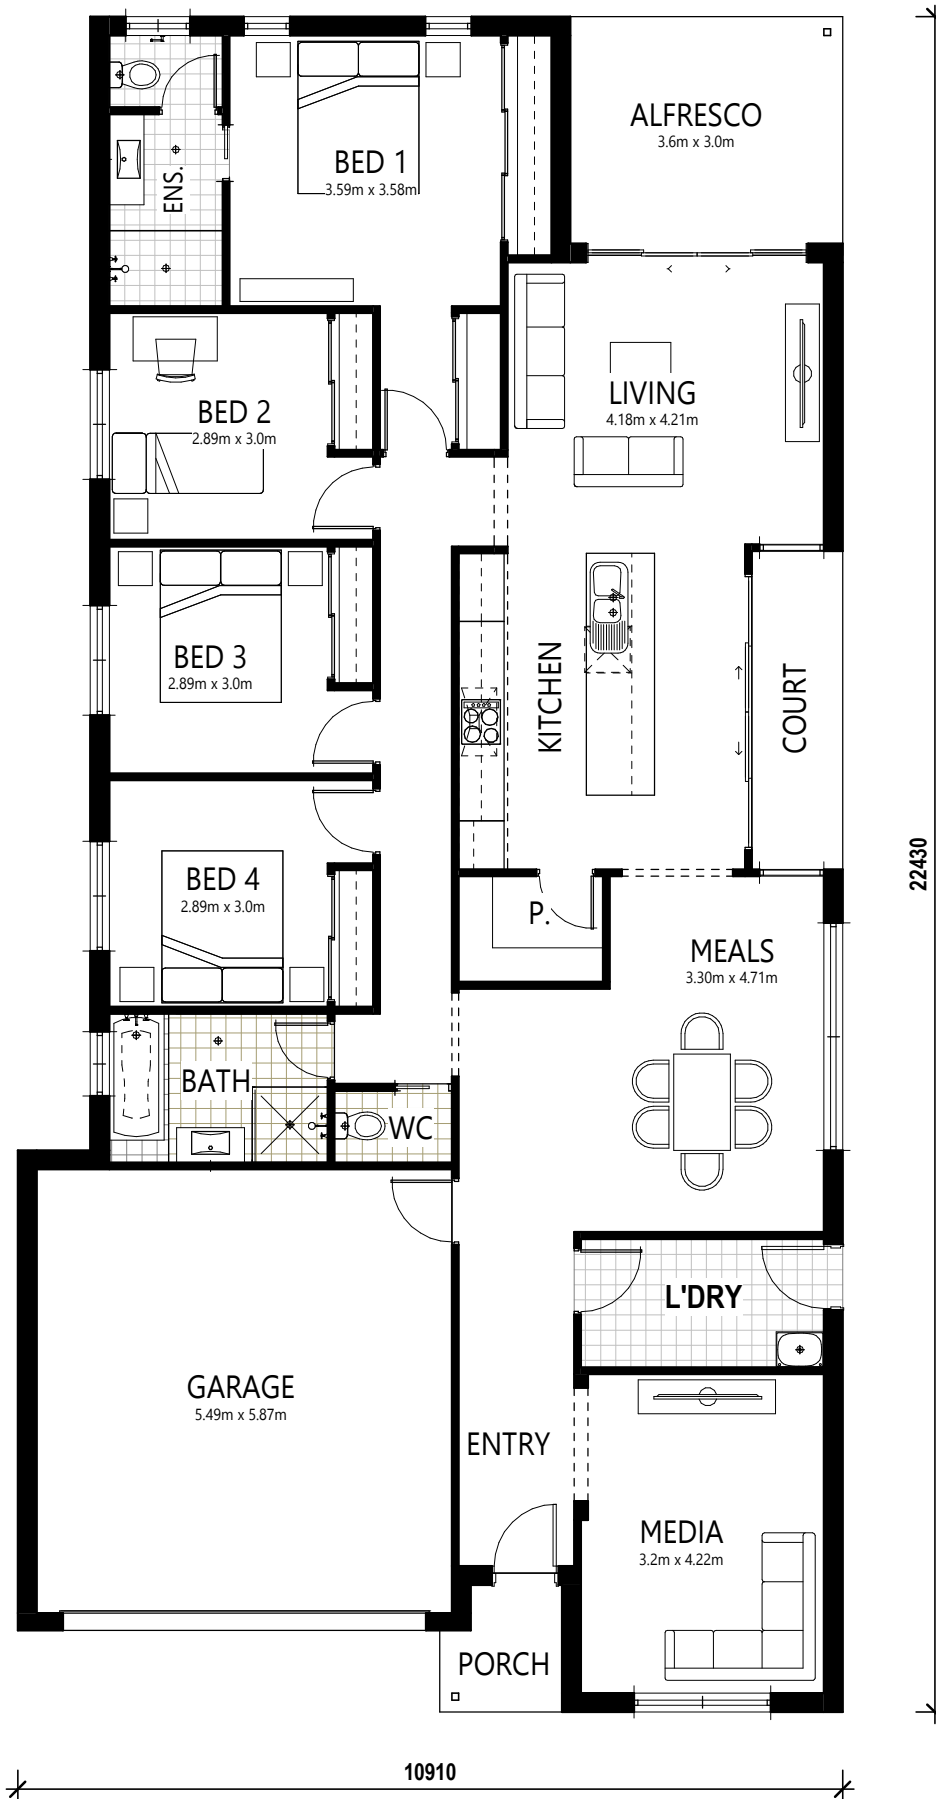 ALFRESCO
3.6m x 3.0m
BED 1
3.59m x 3.58m
ENS.
LIVING
4.18m x 4.21m
BED 2
2.89m x 3.0m
BED 3
2.89m x 3.0m
KITCHEN
COURT
22430
BED 4
2.89m x 3.0m
P.
MEALS
3.30m x 4.71m
BATH
WC
L'DRY
GARAGE
5.49m x 5.87m
ENTRY
MEDIA
3.2m x 4.22m
PORCH
10910